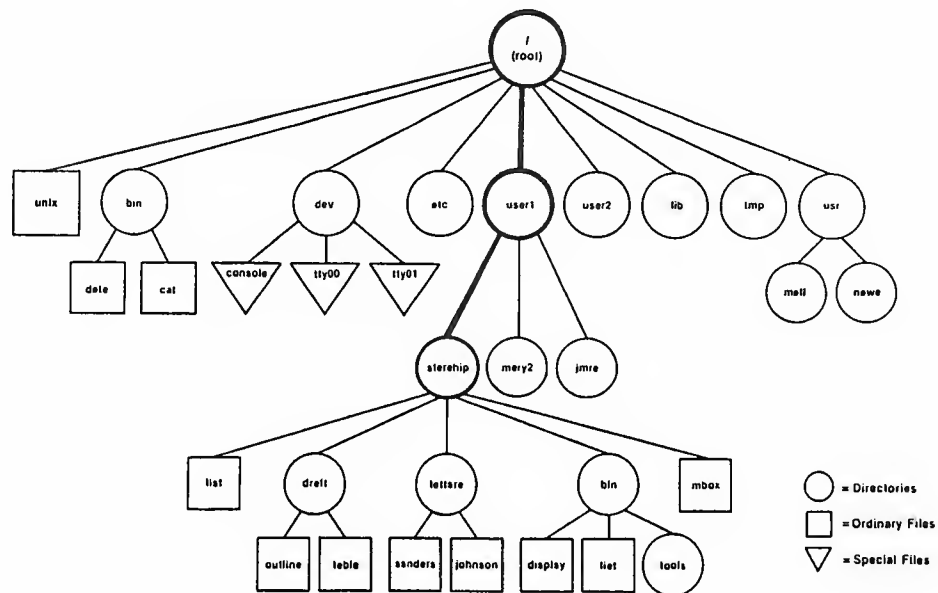 /
(root)
unix
bin
dev
etc
user1
user2
lib
tmp
usr
date
cat
console
tty00
tty01
mail
news
starship
mary2
jmrs
list
draft
letters
bin
mbox
outline
table
sanders
johnson
display
list
tools
= Directories
= Ordinary Files
= Special Files